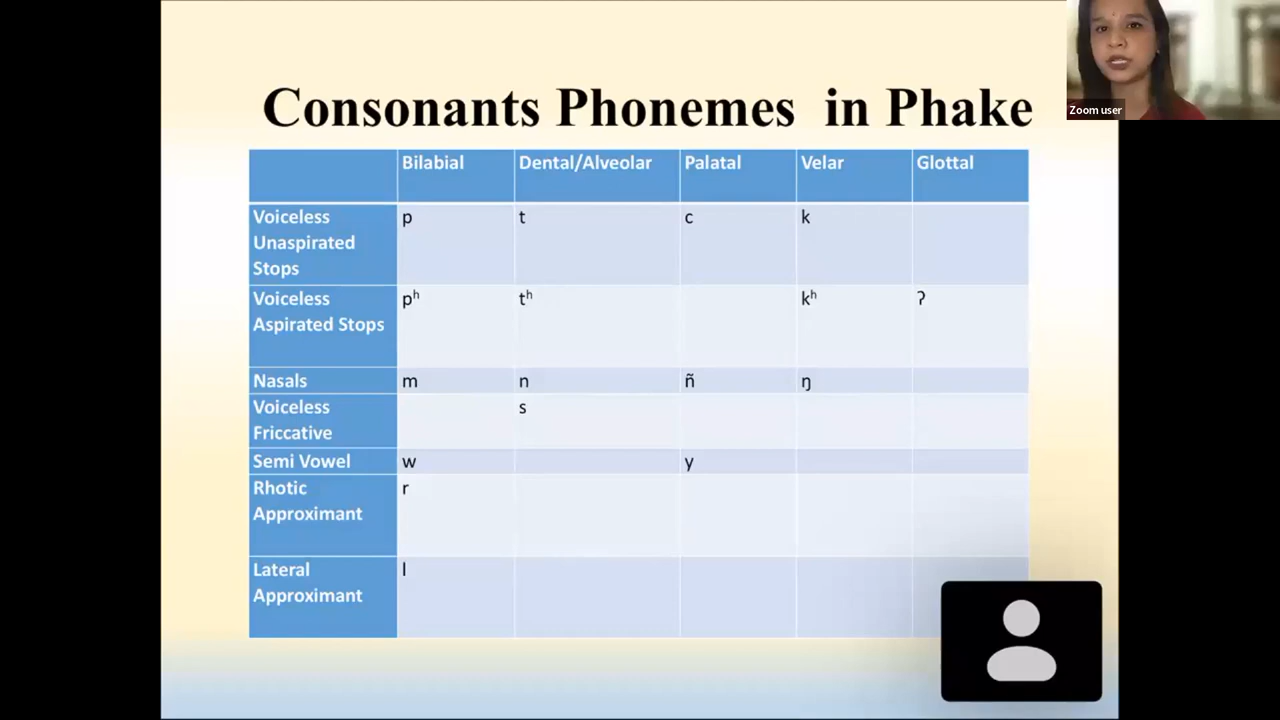 Zoom user
Consonants Phonemes in Phake
Bilabial Dental/Alveolar Palatal Velar Glottal
Voiceless p t c k
Unaspirated
Stops
Voiceless pʰ tʰ kʰ ʔ
Aspirated Stops
Nasals m n ñ ŋ
Voiceless s
Friccative
Semi Vowel w y
Rhotic r
Approximant
Lateral l
Approximant